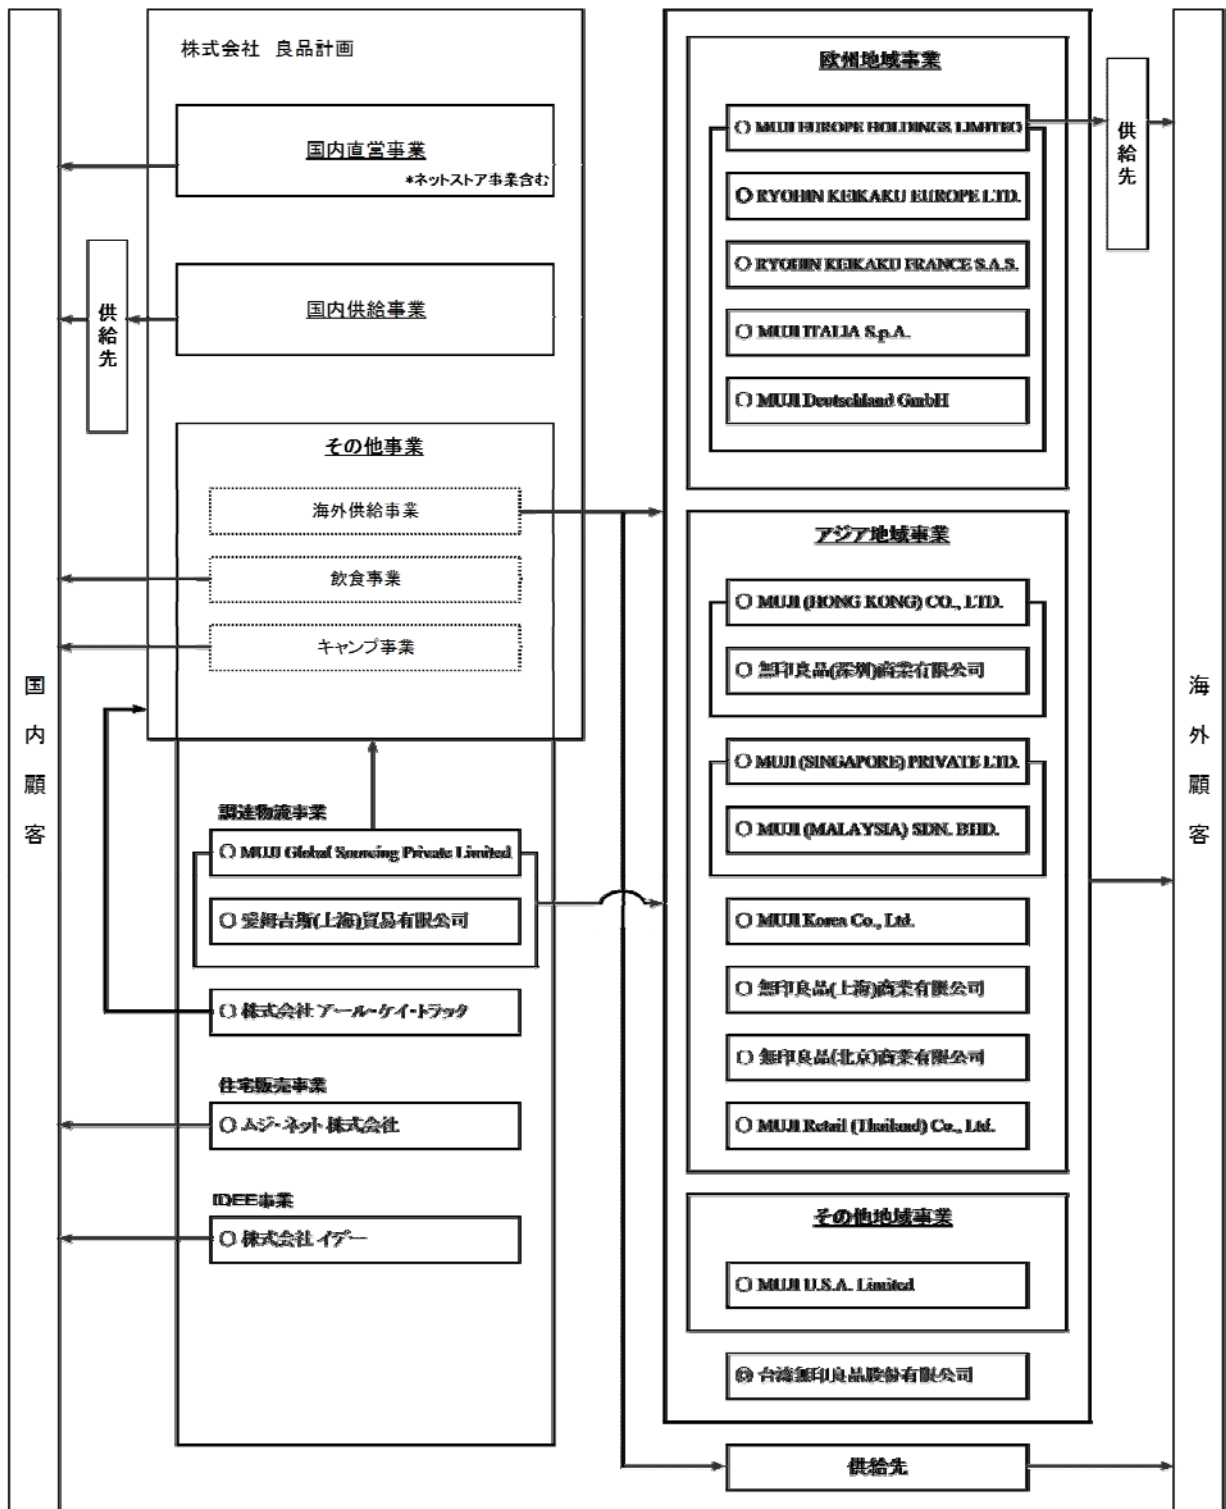 国内顧客
株式会社 良品計画
国内直営事業
*ネットストア事業含む
供給先
国内供給事業
その他事業
海外供給事業
飲食事業
キャンプ事業
調達物流事業
○ MUJI Global Sourcing Private Limited
○ 愛姆吉斯(上海)貿易有限公司
○ 株式会社 アール・ケイ・トラック
住宅販売事業
○ ムジ・ネット 株式会社
IDEE事業
○ 株式会社 イデー
欧州地域事業
○ MUJI EUROPE HOLDINGS LIMITED
○ RYOHIN KEIKAKU EUROPE LTD.
○ RYOHIN KEIKAKU FRANCE S.A.S.
○ MUJI ITALIA S.p.A.
○ MUJI Deutschland GmbH
供給先
アジア地域事業
○ MUJI (HONG KONG) CO., LTD.
○ 無印良品(深圳)商業有限公司
○ MUJI (SINGAPORE) PRIVATE LTD.
○ MUJI (MALAYSIA) SDN. BHD.
○ MUJI Korea Co., Ltd.
○ 無印良品(上海)商業有限公司
○ 無印良品(北京)商業有限公司
○ MUJI Retail (Thailand) Co., Ltd.
その他地域事業
○ MUJI U.S.A. Limited
◎ 台湾無印良品股份有限公司
供給先
海外顧客